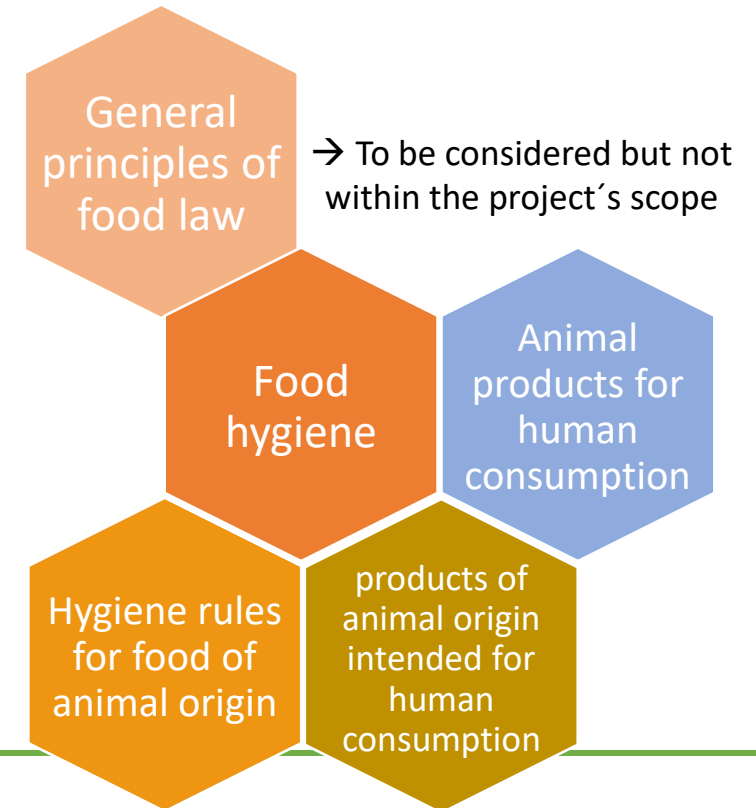 General
principles of
food law
→ To be considered but not
within the project´s scope
Food
hygiene
Animal
products for
human
consumption
Hygiene rules
for food of
animal origin
products of
animal origin
intended for
human
consumption